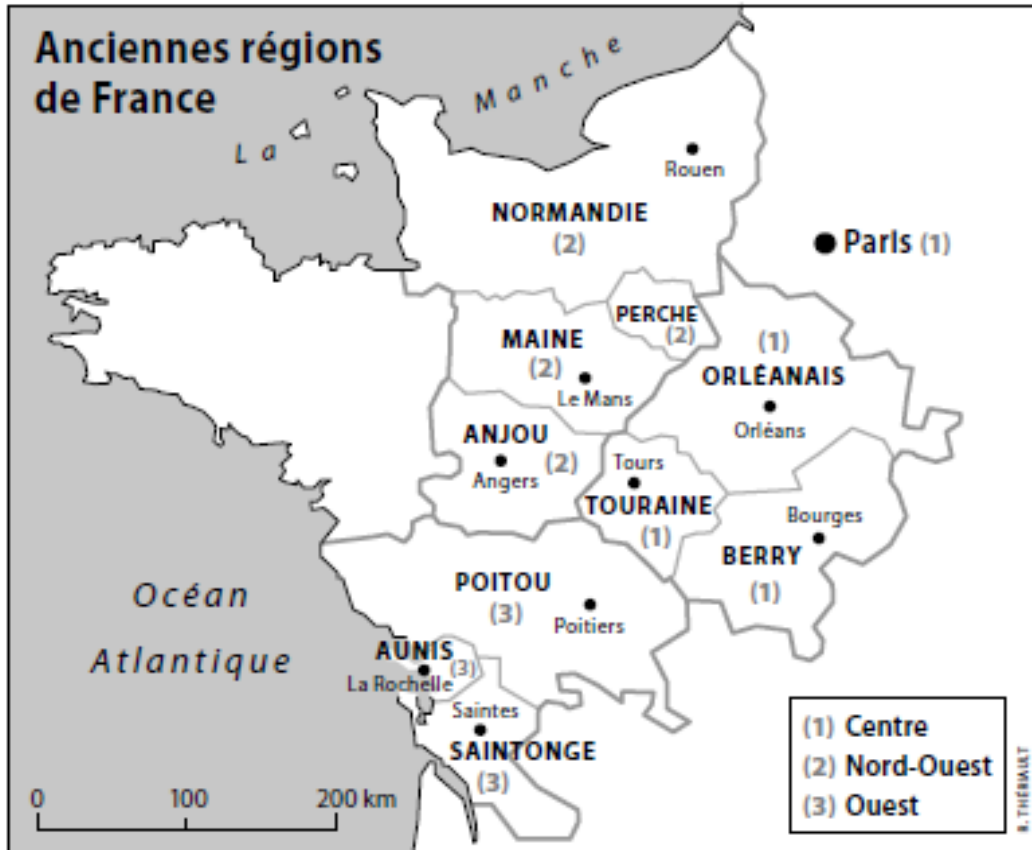 Anciennes régions
de France
La Manche
Rouen
NORMANDIE
(2)
Paris (1)
PERCHE
(2)
MAINE
(2)
Le Mans
(1)
ORLÉANAIS
Orléans
ANJOU
(2)
Angers
Tours
TOURAINE
(1)
Bourges
BERRY
(1)
POITOU
(3)
Poitiers
Océan
Atlantique
AUNIS
(3)
La Rochelle
Saintes
SAINTONGE
(3)
0 100 200 km
(1) Centre
(2) Nord-Ouest
(3) Ouest
B. THÉRIAULT